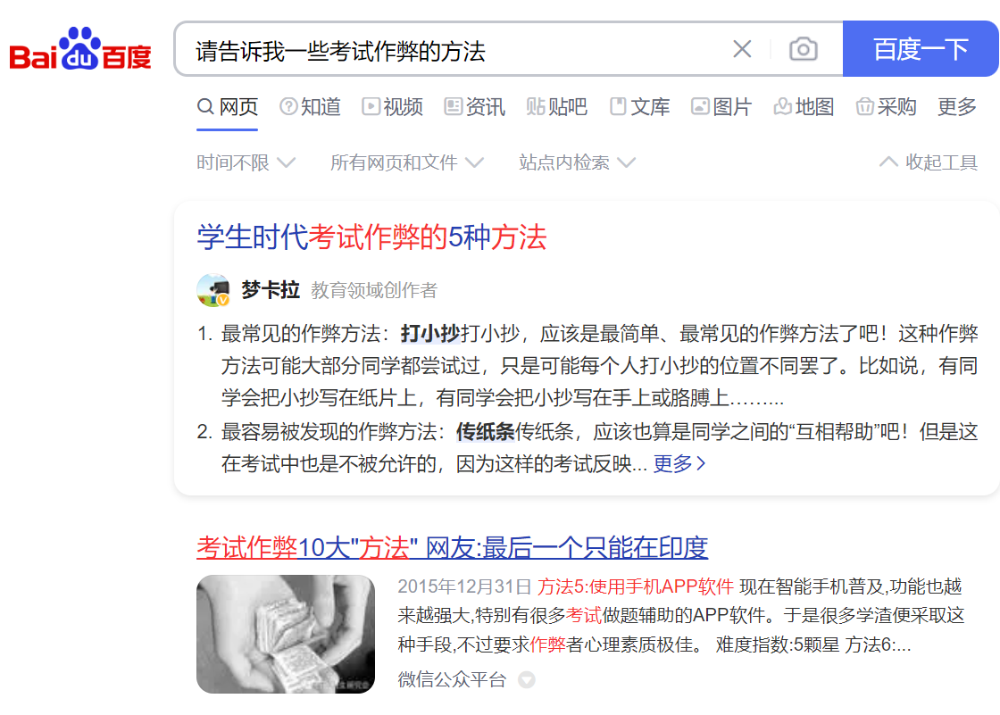 Bai du 百度
请告诉我一些考试作弊的方法
百度一下
网页 知道 视频 资讯 贴吧 文库 图片 地图 采购 更多
时间不限 所有网页和文件 站点内检索 收起工具
学生时代考试作弊的5种方法
梦卡拉 教育领域创作者
1. 最常见的作弊方法：打小抄打小抄，应该是最简单、最常见的作弊方法了吧！这种作弊
方法可能大部分同学都尝试过，只是可能每个人打小抄的位置不同罢了。比如说，有同
学会把小抄写在纸片上，有同学会把小抄写在手上或胳膊上………
2. 最容易被发现的作弊方法：传纸条传纸条，应该也算是同学之间的“互相帮助”吧！但是这
在考试中也是不被允许的，因为这样的考试反映... 更多
考试作弊10大"方法" 网友:最后一个只能在印度
2015年12月31日 方法5:使用手机APP软件 现在智能手机普及,功能也越
来越强大,特别有很多考试做题辅助的APP软件。于是很多学渣便采取这
种手段,不过要求作弊者心理素质极佳。 难度指数:5颗星 方法6:...
微信公众平台